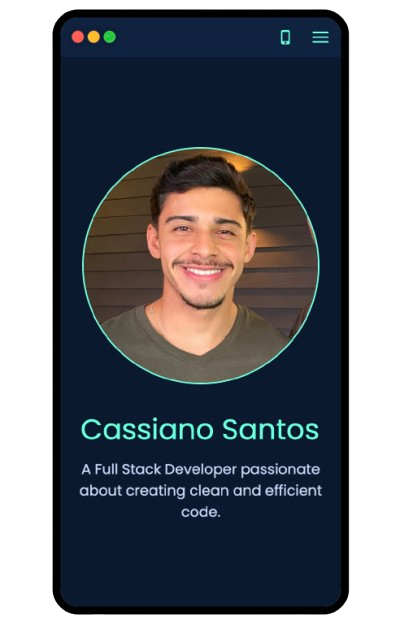 Cassiano Santos
A Full Stack Developer passionate
about creating clean and efficient
code.